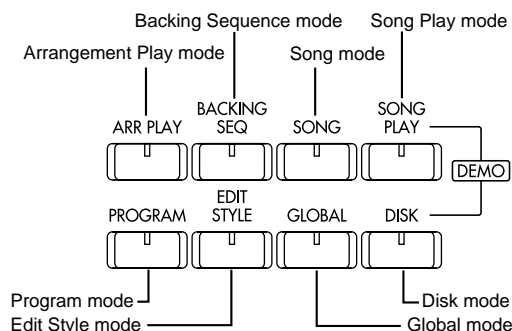 Backing Sequence mode
Song Play mode
Arrangement Play mode
Song mode
ARR PLAY
BACKING
SEQ
SONG
SONG
PLAY
DEMO
PROGRAM
EDIT
STYLE
GLOBAL
DISK
Program mode
Disk mode
Edit Style mode
Global mode